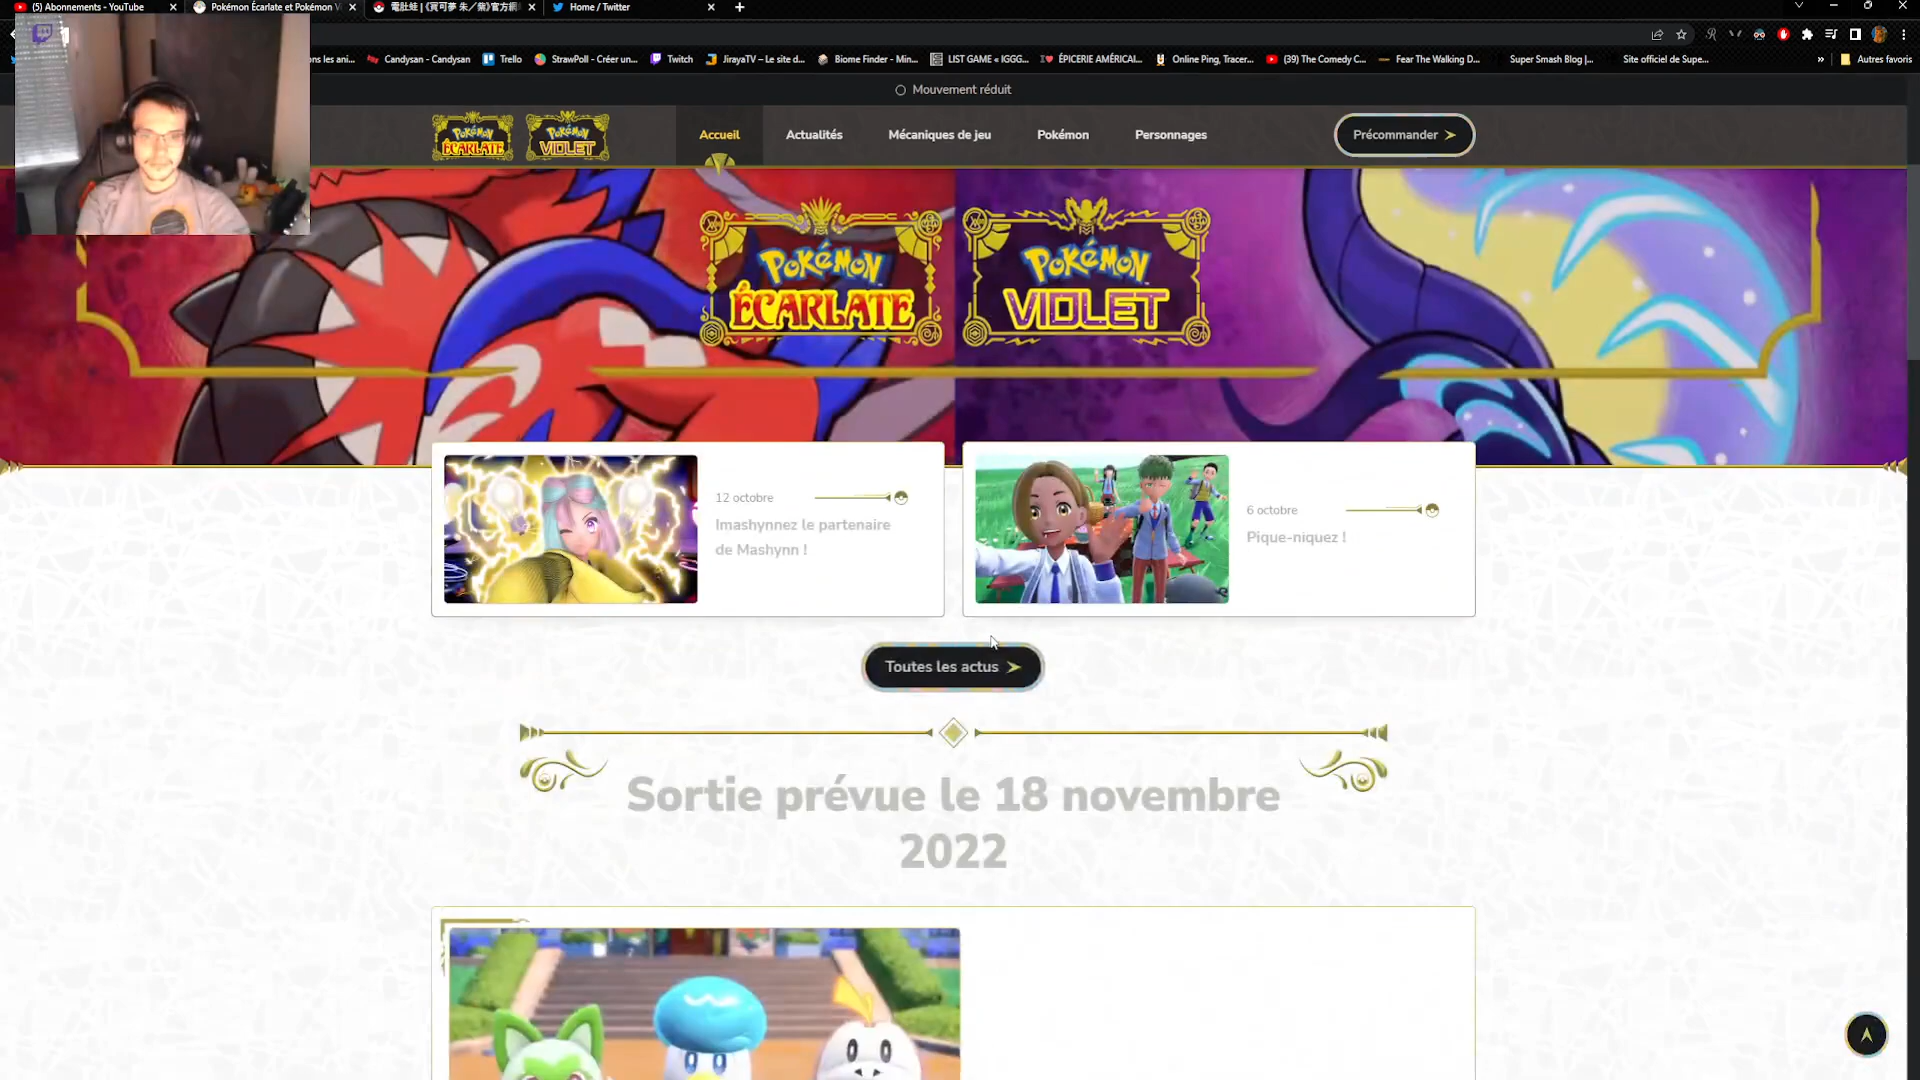 (5) Abonnements - YouTube
Pokémon Écarlate et Pokémon V
Home / Twitter
Candysan - Candysan
Trello
StrawPoll - Créer un...
Twitch
JirayaTV – Le site d...
Biome Finder - Min...
LIST GAME « IGGG...
ÉPICERIE AMÉRICAI...
Online Ping, Tracer...
(39) The Comedy C...
Fear The Walking D...
Super Smash Blog |...
Site officiel de Supe...
»
Autres favoris
Mouvement réduit
POKÉMON ÉCARLATE
POKÉMON VIOLET
Accueil
Actualités
Mécaniques de jeu
Pokémon
Personnages
Précommander
POKÉMON
ÉCARLATE
POKÉMON
VIOLET
12 octobre
Imashynnez le partenaire
de Mashynn !
6 octobre
Pique-niquez !
Toutes les actus
Sortie prévue le 18 novembre
2022